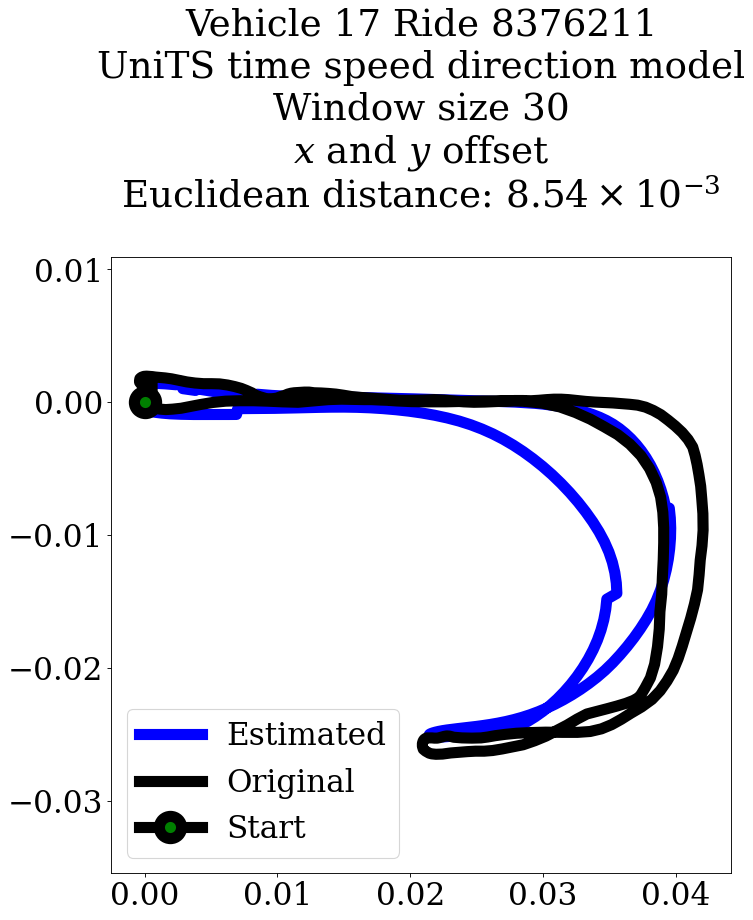 Vehicle 17 Ride 8376211
UniTS time speed direction model
Window size 30
x and y offset
Euclidean distance: 8.54 × 10⁻³
0.01
0.00
−0.01
−0.02
−0.03
Estimated
Original
Start
0.00 0.01 0.02 0.03 0.04